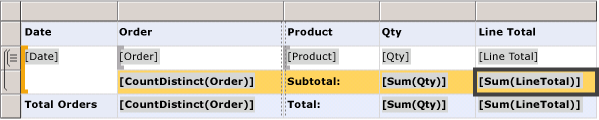 Date Order Product Qty Line Total
[Date] [Order] [Product] [Qty] [Line Total]
[CountDistinct(Order)] Subtotal: [Sum(Qty)] [Sum(LineTotal)]
Total Orders [CountDistinct(Order)] Total: [Sum(Qty)] [Sum(LineTotal)]